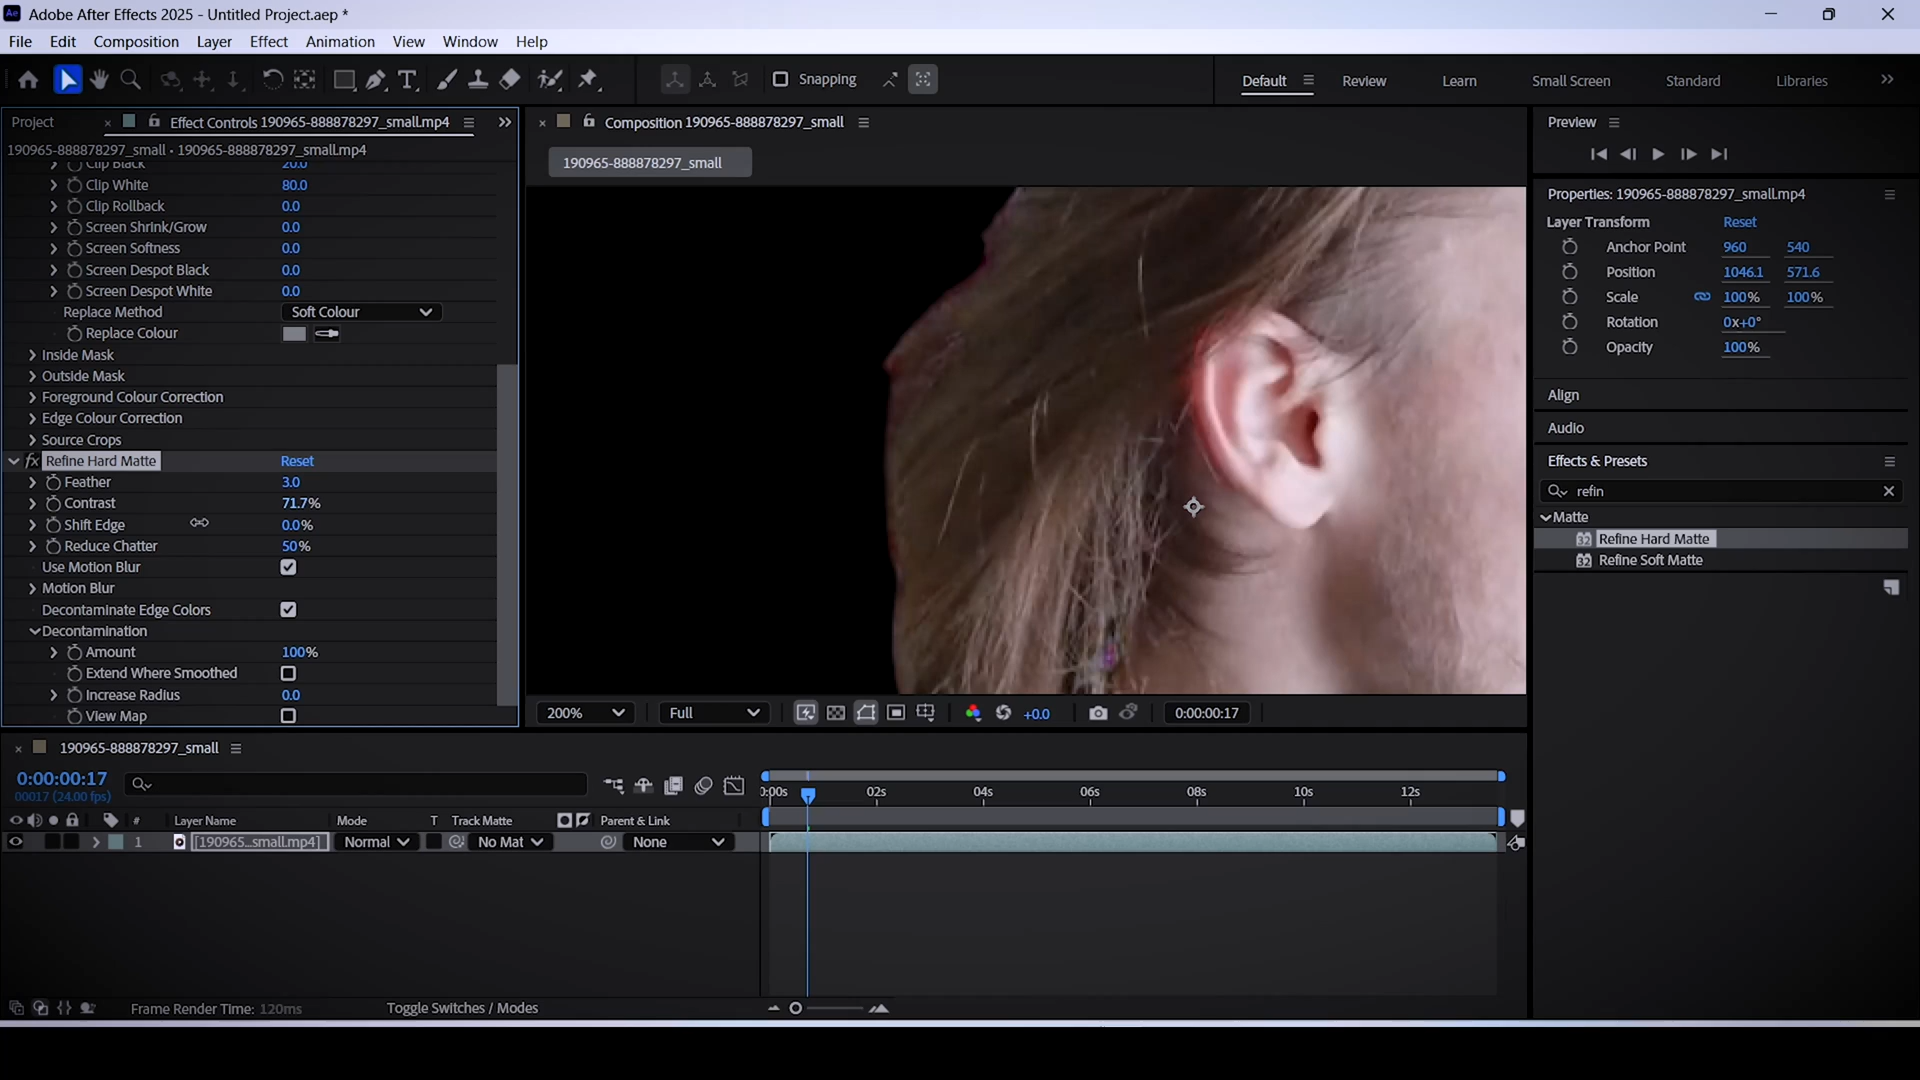 Ae Adobe After Effects 2025 - Untitled Project.aep *
File Edit Composition Layer Effect Animation View Window Help
Snapping
Default Review Learn Small Screen Standard Libraries
Project
Effect Controls 190965-888878297_small.mp4
190965-888878297_small • 190965-888878297_small.mp4
Clip Black 20.0
Clip White 80.0
Clip Rollback 0.0
Screen Shrink/Grow 0.0
Screen Softness 0.0
Screen Despot Black 0.0
Screen Despot White 0.0
Replace Method Soft Colour
Replace Colour
Inside Mask
Outside Mask
Foreground Colour Correction
Edge Colour Correction
Source Crops
fx Refine Hard Matte Reset
Feather 3.0
Contrast 71.7%
Shift Edge 0.0%
Reduce Chatter 50%
Use Motion Blur
Motion Blur
Decontaminate Edge Colors
Decontamination
Amount 100%
Extend Where Smoothed
Increase Radius 0.0
View Map
Composition 190965-888878297_small
190965-888878297_small
200% Full +0.0 0:00:00:17
Preview
Properties: 190965-888878297_small.mp4
Layer Transform Reset
Anchor Point 960 540
Position 1046.1 571.6
Scale 100% 100%
Rotation 0x+0°
Opacity 100%
Align
Audio
Effects & Presets
refin
Matte
32 Refine Hard Matte
32 Refine Soft Matte
190965-888878297_small
0:00:00:17
00017 (24.00 fps)
# Layer Name Mode T Track Matte Parent & Link
1 [190965...small.mp4] Normal No Mat None
0:00s 02s 04s 06s 08s 10s 12s
Frame Render Time: 120ms
Toggle Switches / Modes